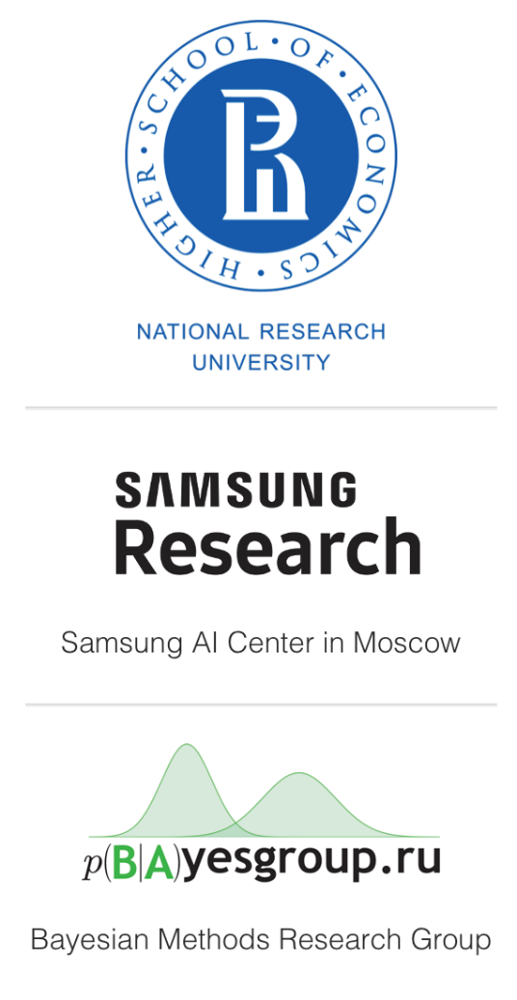 HIGHER • SCHOOL • OF • ECONOMICS •
NATIONAL RESEARCH
UNIVERSITY
SAMSUNG
Research
Samsung AI Center in Moscow
p(B|A)yesgroup.ru
Bayesian Methods Research Group